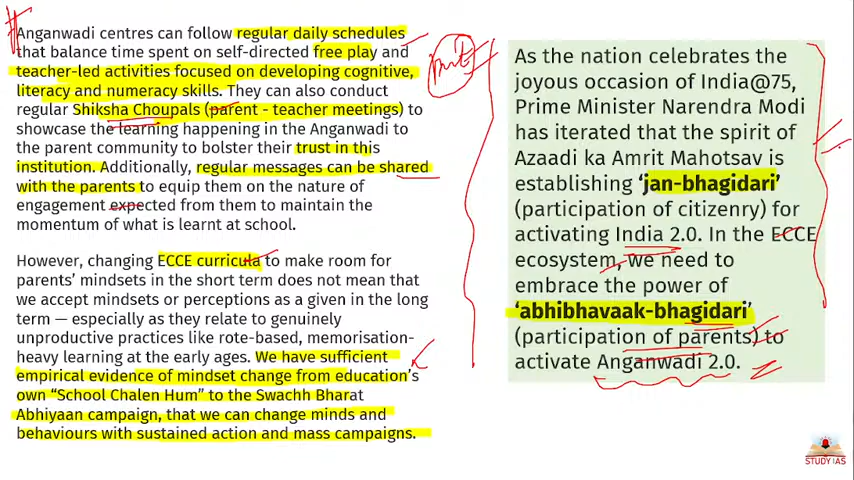 Anganwadi centres can follow regular daily schedules
that balance time spent on self-directed free play and
teacher-led activities focused on developing cognitive,
literacy and numeracy skills. They can also conduct
regular Shiksha Choupals (parent - teacher meetings) to
showcase the learning happening in the Anganwadi to
the parent community to bolster their trust in this
institution. Additionally, regular messages can be shared
with the parents to equip them on the nature of
engagement expected from them to maintain the
momentum of what is learnt at school.
However, changing ECCE curricula to make room for
parents' mindsets in the short term does not mean that
we accept mindsets or perceptions as a given in the long
term — especially as they relate to genuinely
unproductive practices like rote-based, memorisation-
heavy learning at the early ages. We have sufficient
empirical evidence of mindset change from education's
own "School Chalen Hum" to the Swachh Bharat
Abhiyaan campaign, that we can change minds and
behaviours with sustained action and mass campaigns.
As the nation celebrates the
joyous occasion of India@75,
Prime Minister Narendra Modi
has iterated that the spirit of
Azaadi ka Amrit Mahotsav is
establishing 'jan-bhagidari'
(participation of citizenry) for
activating India 2.0. In the ECCE
ecosystem, we need to
embrace the power of
'abhibhavaak-bhagidari'
(participation of parents) to
activate Anganwadi 2.0.
STUDY IAS